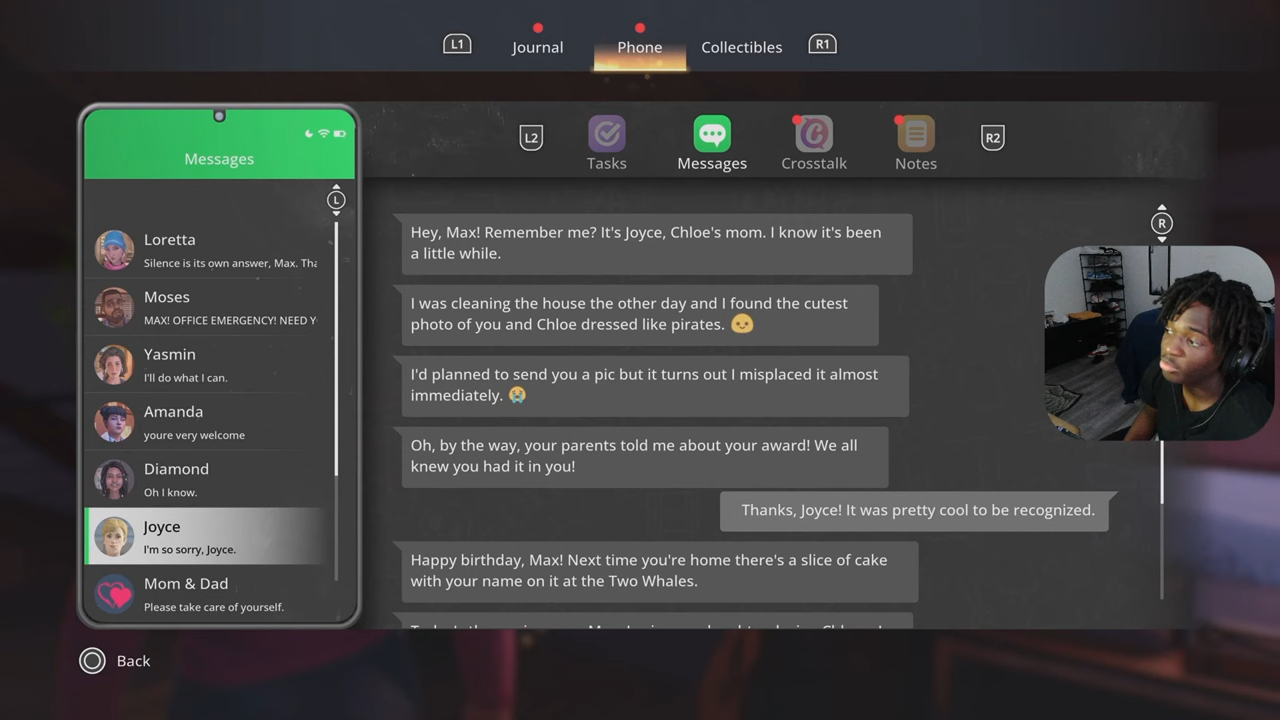 L1
Journal
Phone
Collectibles
R1
Messages
L
Loretta
Silence is its own answer, Max. Tha
Moses
MAX! OFFICE EMERGENCY! NEED Y
Yasmin
I'll do what I can.
Amanda
youre very welcome
Diamond
Oh I know.
Joyce
I'm so sorry, Joyce.
Mom & Dad
Please take care of yourself.
L2
Tasks
Messages
Crosstalk
Notes
R2
R
Hey, Max! Remember me? It's Joyce, Chloe's mom. I know it's been
a little while.
I was cleaning the house the other day and I found the cutest
photo of you and Chloe dressed like pirates.
I'd planned to send you a pic but it turns out I misplaced it almost
immediately. 😭
Oh, by the way, your parents told me about your award! We all
knew you had it in you!
Thanks, Joyce! It was pretty cool to be recognized.
Happy birthday, Max! Next time you're home there's a slice of cake
with your name on it at the Two Whales.
Back